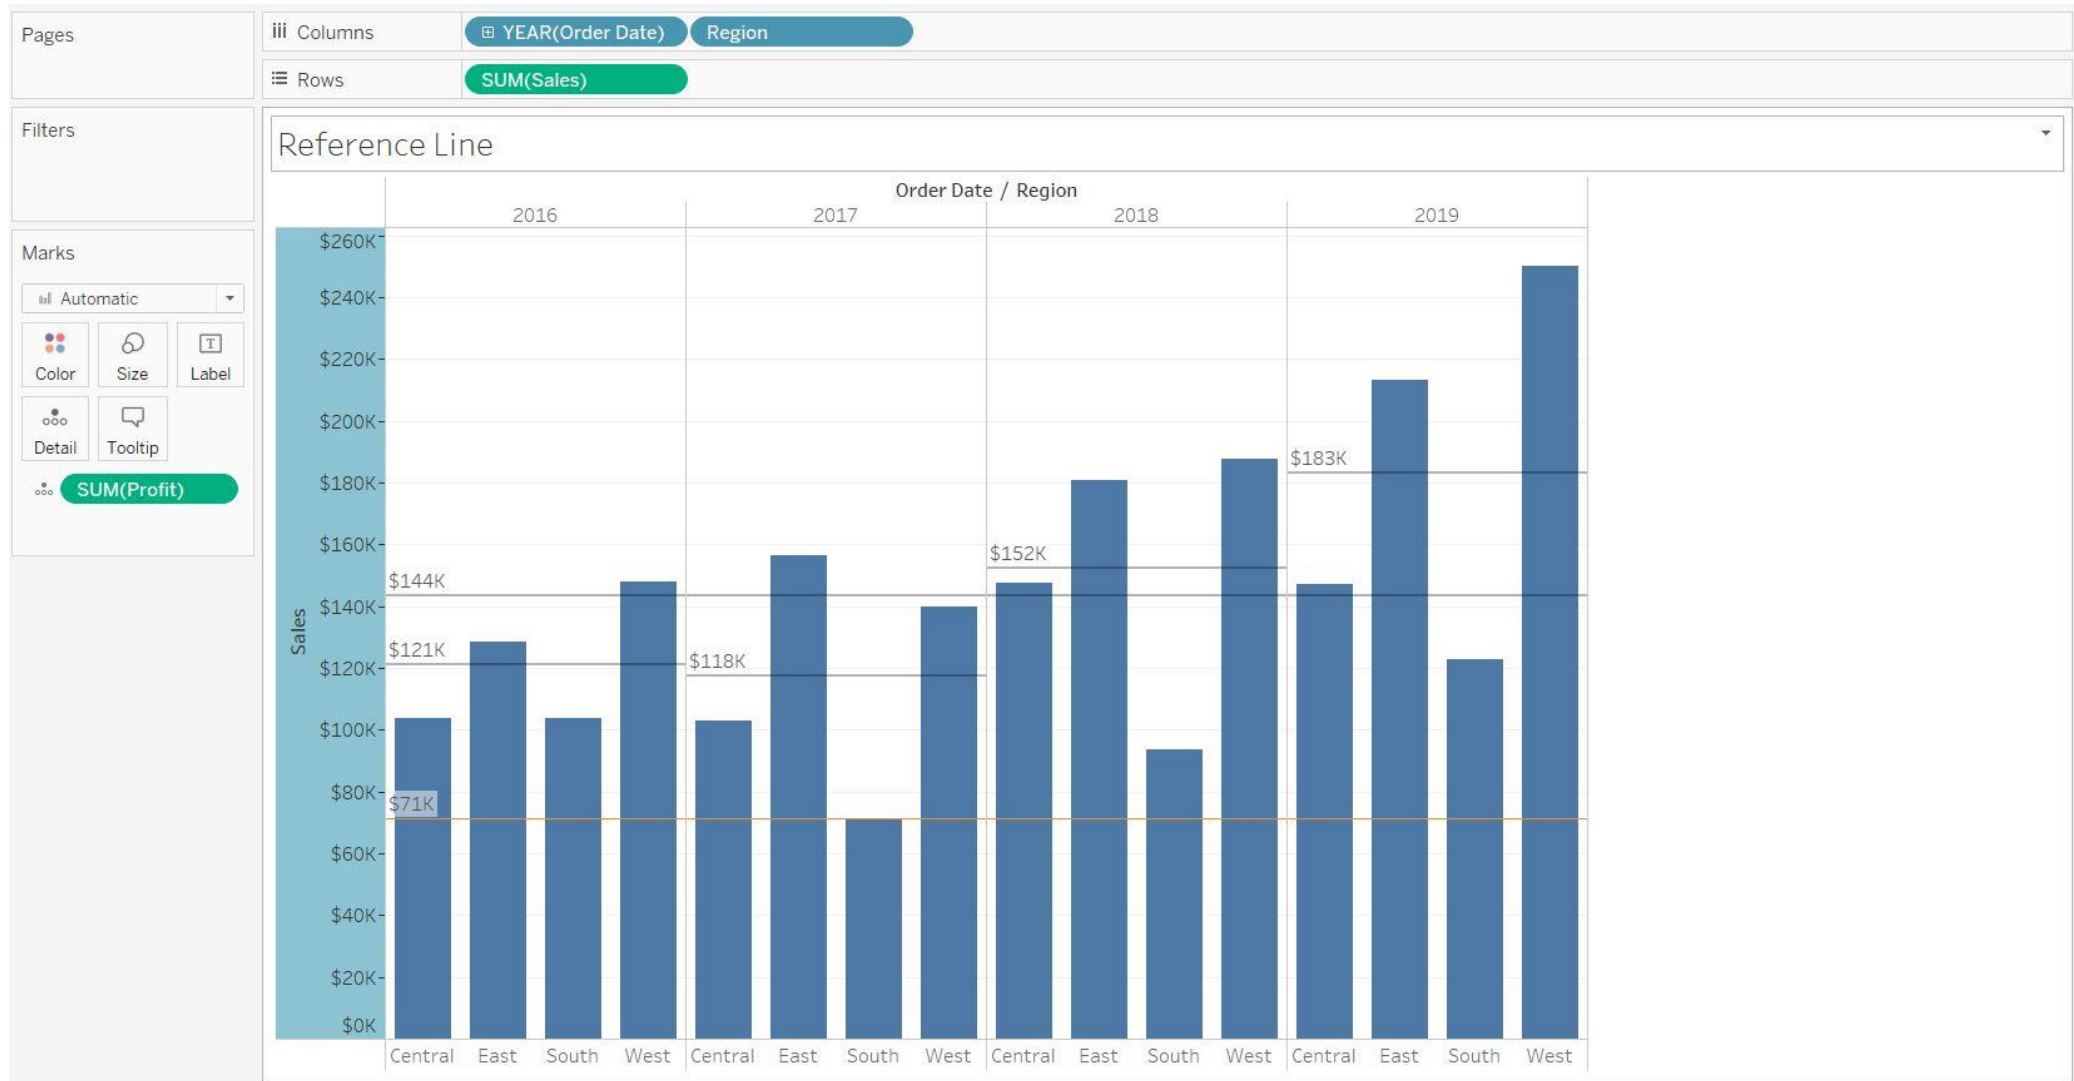 Pages
Columns
YEAR(Order Date)
Region
Rows
SUM(Sales)
Filters
Reference Line
Marks
Automatic
Color
Size
Label
Detail
Tooltip
SUM(Profit)
Order Date / Region
2016
2017
2018
2019
$260K
$240K
$220K
$200K
$180K
$160K
$140K
$120K
$100K
$80K
$60K
$40K
$20K
$0K
Sales
$144K
$121K
$71K
$118K
$152K
$183K
Central East South West Central East South West Central East South West Central East South West